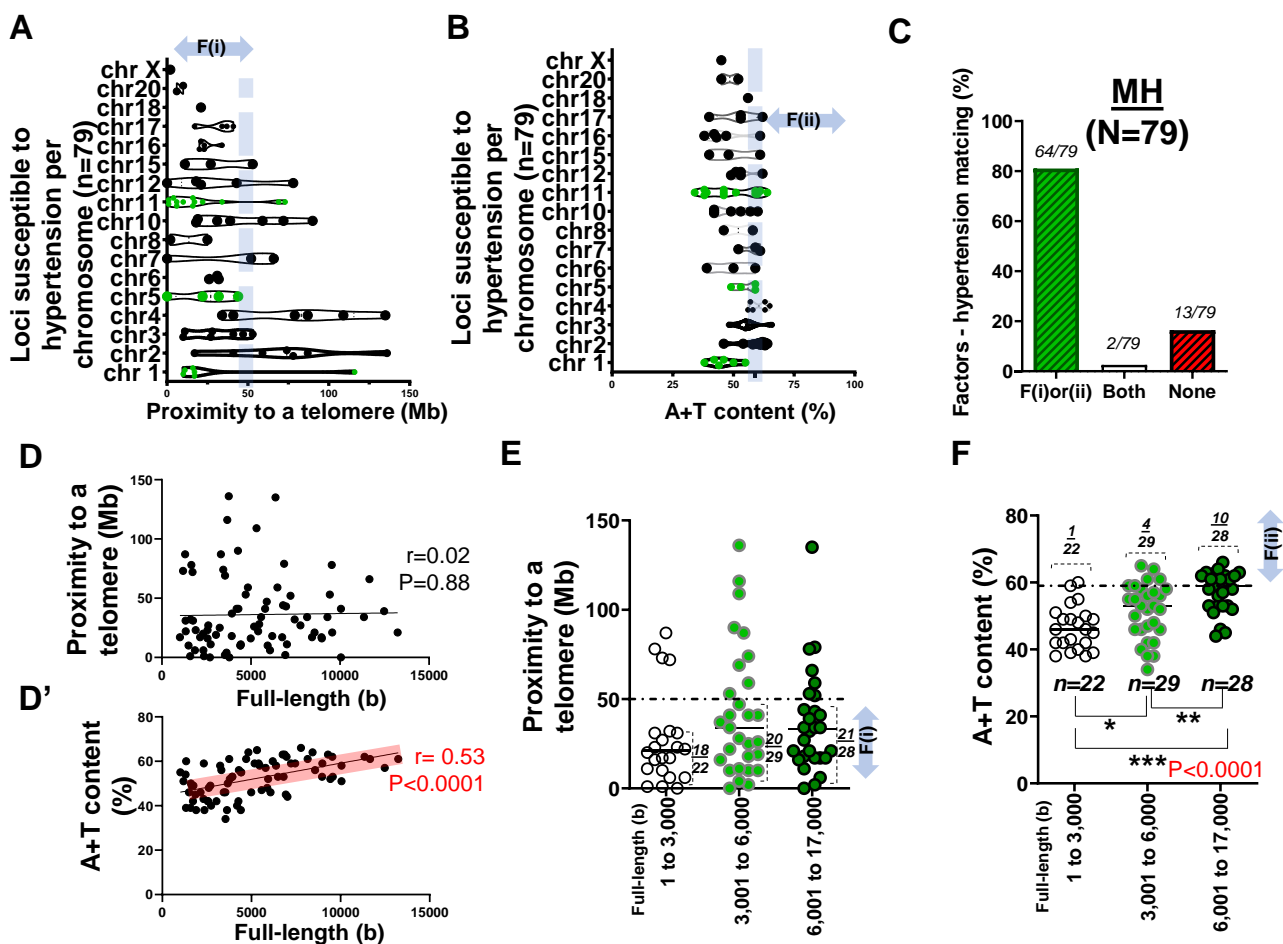 A
F(i)
Loci susceptible to
hypertension per
chromosome (n=79)
chr X
chr20
chr18
chr17
chr16
chr15
chr12
chr11
chr10
chr8
chr7
chr6
chr5
chr4
chr3
chr2
chr 1
0
50
100
150
Proximity to a telomere (Mb)
B
F(ii)
Loci susceptible to
hypertension per
chromosome (n=79)
chr X
chr20
chr18
chr17
chr16
chr15
chr12
chr11
chr10
chr8
chr7
chr6
chr5
chr4
chr3
chr2
chr 1
0
25
50
75
100
A+T content (%)
C
MH
(N=79)
Factors - hypertension matching (%)
100
80
60
40
20
0
64/79
2/79
13/79
F(i)or(ii)
Both
None
D
Proximity to a
telomere (Mb)
150
100
50
0
r=0.02
P=0.88
0
5000
10000
15000
Full-length (b)
D'
A+T content
(%)
80
60
40
20
0
r= 0.53
P<0.0001
0
5000
10000
15000
Full-length (b)
E
Proximity to a
telomere (Mb)
150
100
50
0
18
22
20
29
21
28
F(i)
Full-length (b)
1 to 3,000
3,001 to 6,000
6,001 to 17,000
F
A+T content (%)
80
60
40
20
0
1
22
4
29
10
28
F(ii)
n=22
n=29
n=28
*
**
***P<0.0001
Full-length (b)
1 to 3,000
3,001 to 6,000
6,001 to 17,000